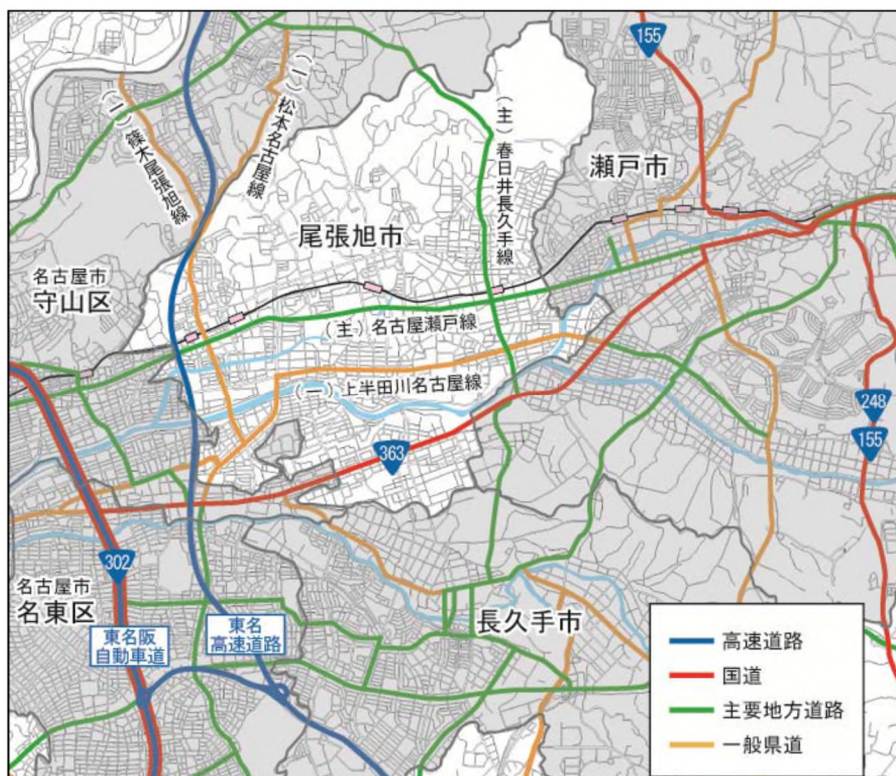 155
(一)松本名古屋線
(一)篠木尾張旭線
(主)春日井長久手線
瀬戸市
尾張旭市
名古屋市
守山区
(主)名古屋瀬戸線
(一)上半田川名古屋線
248
155
363
302
名古屋市
名東区
東名阪
自動車道
東名
高速道路
長久手市
高速道路
国道
主要地方道路
一般県道